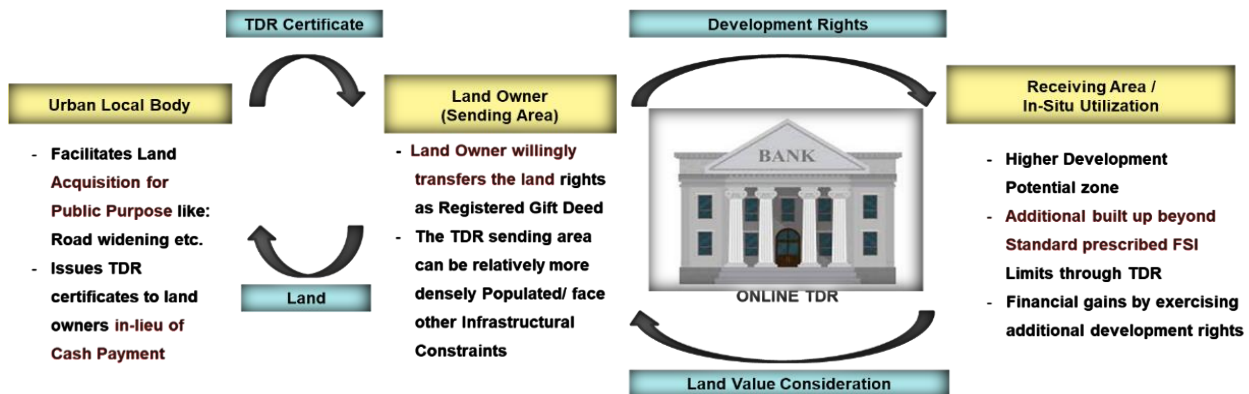 TDR Certificate
Development Rights
Urban Local Body
- Facilitates Land
Acquisition for
Public Purpose like:
Road widening etc.
- Issues TDR
certificates to land
owners in-lieu of
Cash Payment
Land
Land Owner
(Sending Area)
- Land Owner willingly
transfers the land rights
as Registered Gift Deed
- The TDR sending area
can be relatively more
densely Populated/ face
other Infrastructural
Constraints
BANK
ONLINE TDR
Land Value Consideration
Receiving Area /
In-Situ Utilization
- Higher Development
Potential zone
- Additional built up beyond
Standard prescribed FSI
Limits through TDR
- Financial gains by exercising
additional development rights